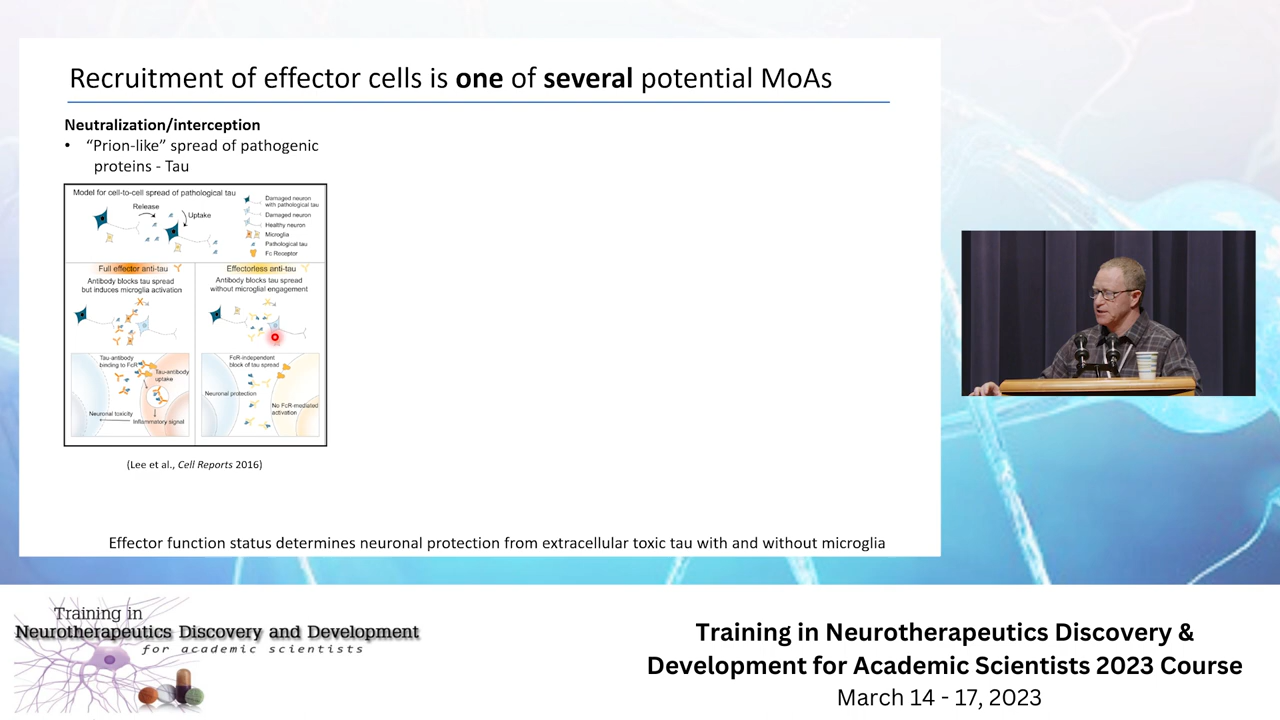 Recruitment of effector cells is one of several potential MoAs
Neutralization/interception
• “Prion-like” spread of pathogenic
proteins - Tau
Model for cell-to-cell spread of pathological tau
Release
Uptake
Damaged neuron
with pathological tau
Damaged neuron
Healthy neuron
Microglia
Pathological tau
Fc Receptor
Full effector anti-tau
Antibody blocks tau spread
but induces microglia activation
Effectorless anti-tau
Antibody blocks tau spread
without microglial engagement
Tau-antibody
binding to FcR
Tau-antibody
uptake
Neuronal toxicity
Inflammatory signal
FcR-independent
block of tau spread
Neuronal protection
No FcR-mediated
activation
(Lee et al., Cell Reports 2016)
Effector function status determines neuronal protection from extracellular toxic tau with and without microglia
Training in
Neurotherapeutics Discovery and Development
for academic scientists
Training in Neurotherapeutics Discovery &
Development for Academic Scientists 2023 Course
March 14 - 17, 2023